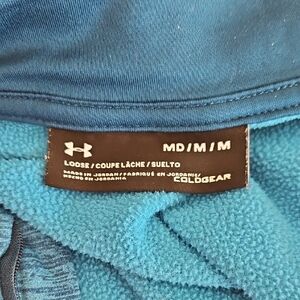 MD/M/M
LOOSE/COUPE LÂCHE/SUELTO
MADE IN JORDAN/FABRIQUÉ EN JORDANIE/
HECHO EN JORDANIA
COLDGEAR